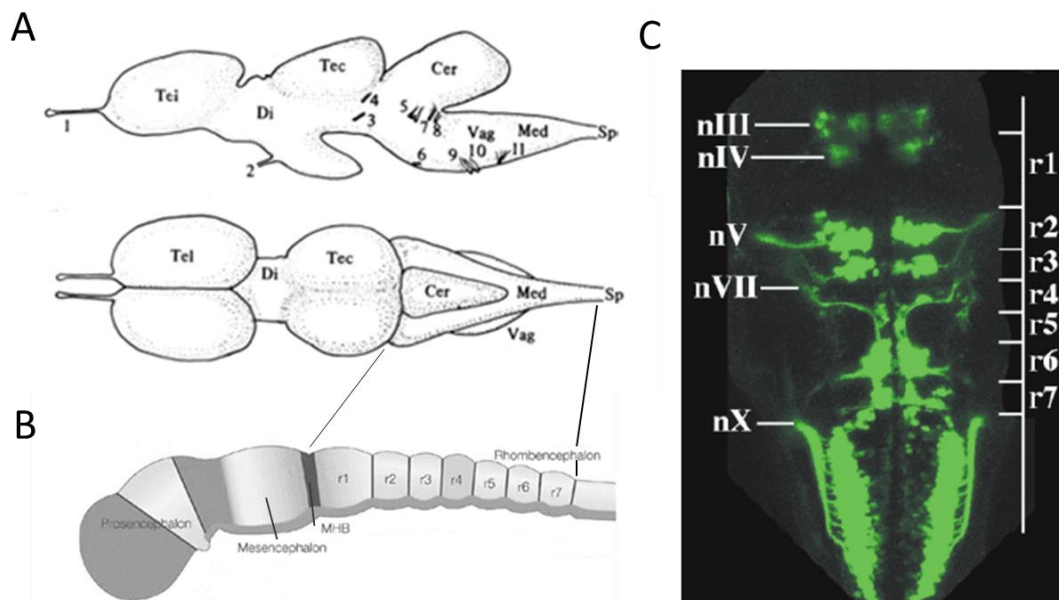 A
Tei
Di
Tec
Cer
1
2
3
4
5
7
8
6
9
Vag
10
Med
11
Sp
Tel
Di
Tec
Cer
Med
Sp
Vag
B
Prosencephalon
Mesencephalon
MHB
r1
r2
r3
r4
r5
r6
r7
Rhombencephalon
C
nIII
nIV
nV
nVII
nX
r1
r2
r3
r4
r5
r6
r7